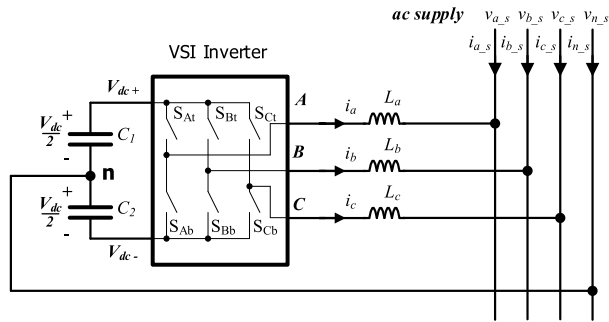 ac supply v_a_s v_b_s v_c_s v_n_s
i_a_s i_b_s i_c_s i_n_s
VSI Inverter
V_dc+
S_At S_Bt S_Ct
A i_a L_a
V_dc/2 + - C_1
B i_b L_b
n
V_dc/2 + - C_2
C i_c L_c
S_Ab S_Bb S_Cb
V_dc-